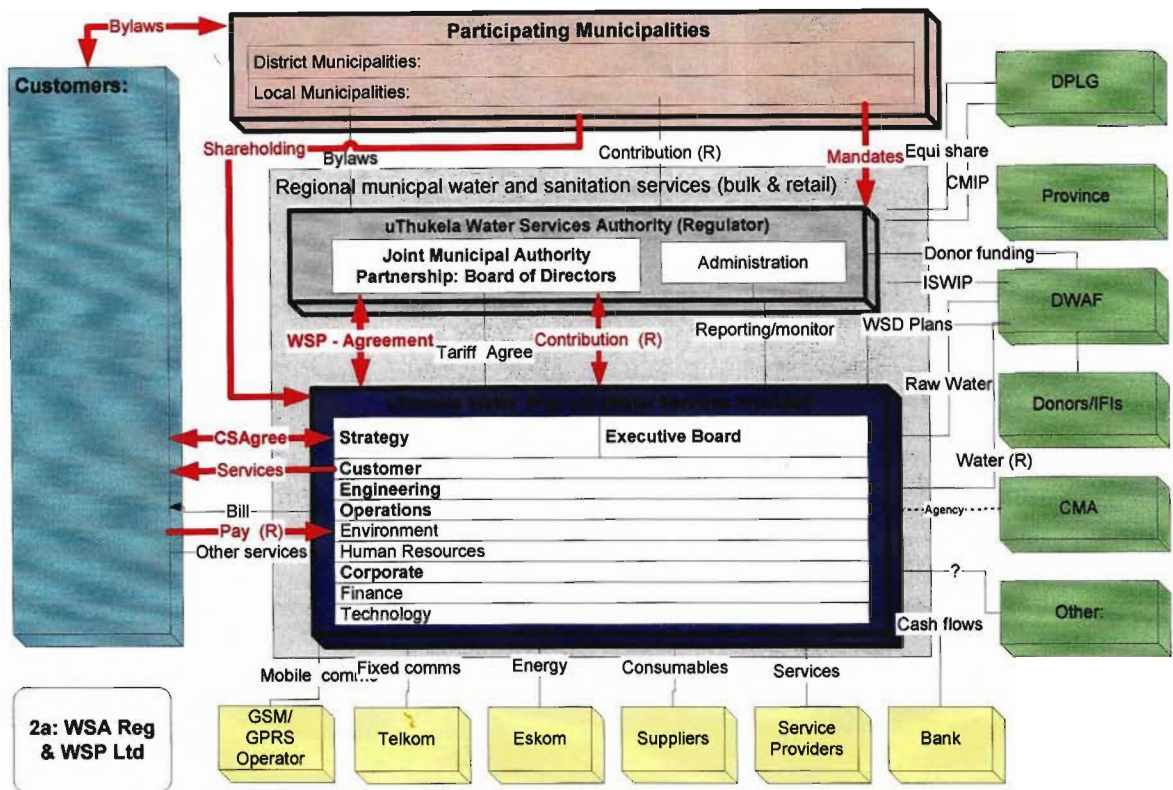 Bylaws
Participating Municipalities
District Municipalities:
Local Municipalities:
Customers:
DPLG
Shareholding
Bylaws
Contribution (R)
Mandates
Equi share
CMIP
Regional municpal water and sanitation services (bulk & retail)
Province
uThukela Water Services Authority (Regulator)
Joint Municipal Authority
Partnership: Board of Directors
Administration
Donor funding
ISWIP
DWAF
WSP - Agreement
Tariff Agree
Contribution (R)
Reporting/monitor
WSD Plans
Raw Water
Donors/IFIs
uThukela Water
CSAgree
Strategy
Executive Board
Services
Customer
Water (R)
Engineering
Bill
Operations
Agency
CMA
Pay (R)
Environment
Other services
Human Resources
Corporate
?
Finance
Technology
Cash flows
Other:
Mobile
Fixed comms
Energy
Consumables
Services
2a: WSA Reg
& WSP Ltd
GSM/
GPRS
Operator
Telkom
Eskom
Suppliers
Service
Providers
Bank